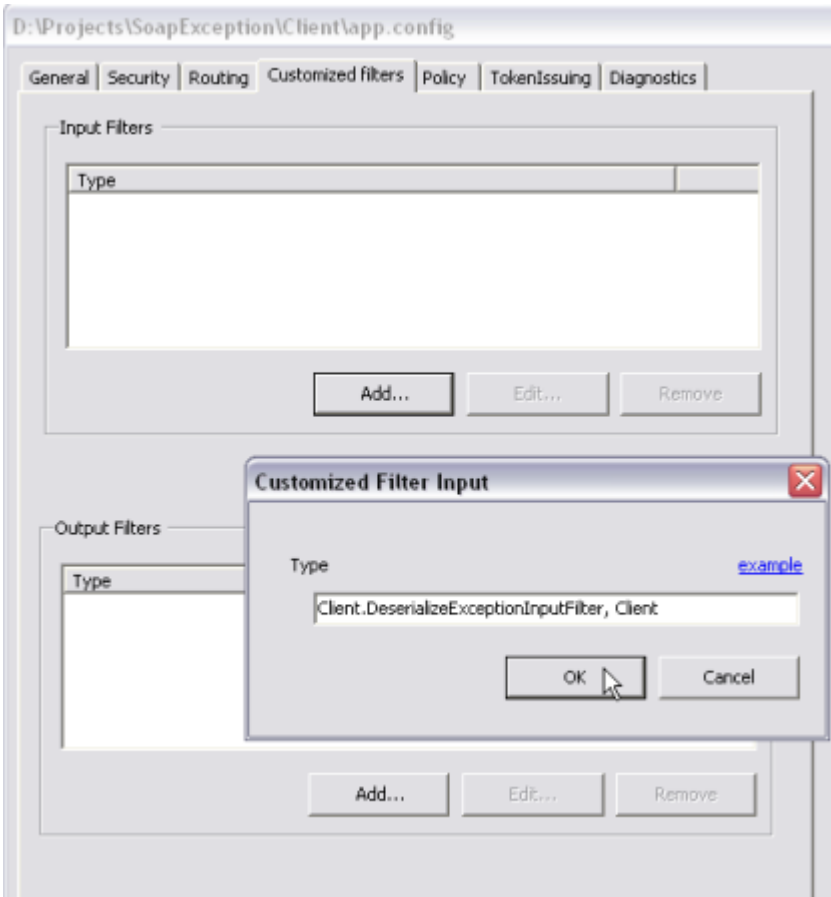 D:\Projects\SoapException\Client\app.config
General Security Routing Customized filters Policy TokenIssuing Diagnostics
Input Filters
Type
Add... Edit... Remove
Customized Filter Input
Output Filters
Type example
Type
Client.DeserializeExceptionInputFilter, Client
OK Cancel
Add... Edit... Remove